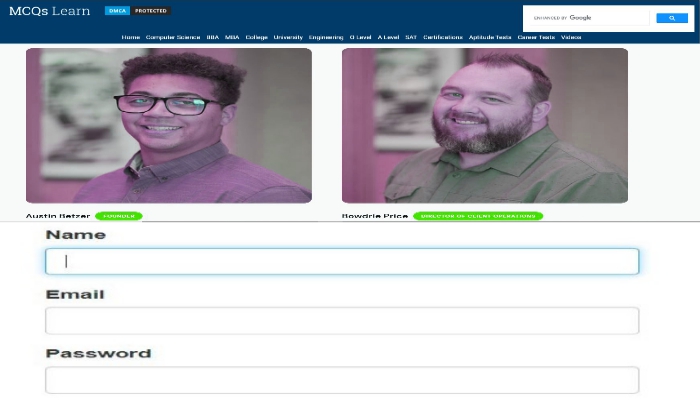 MCQs Learn DMCA PROTECTED
ENHANCED BY Google
Home Computer Science BBA MBA College University Engineering O Level A Level SAT Certifications Aptitude Tests Career Tests Videos
Austin Betzer FOUNDER
Bowdrie Price DIRECTOR OF CLIENT OPERATIONS
Name
Email
Password